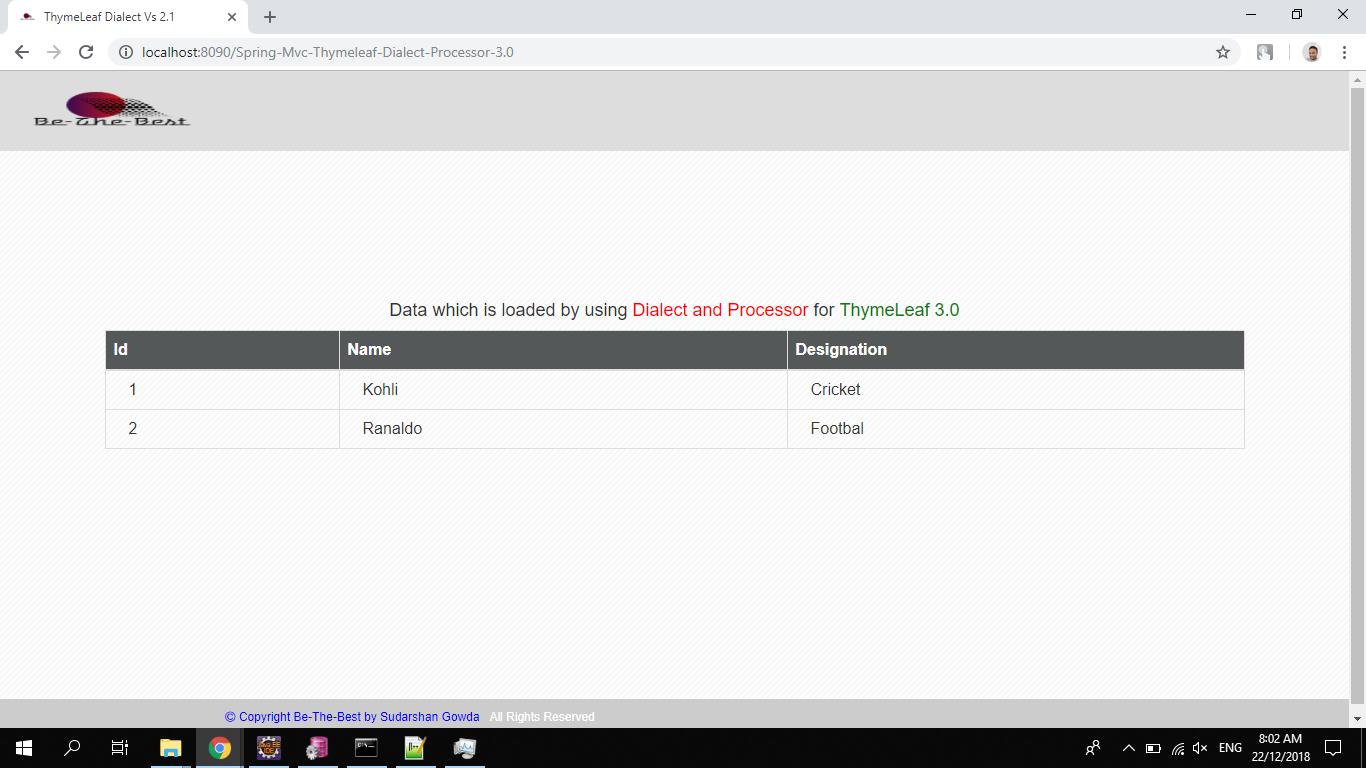 ThymeLeaf Dialect Vs 2.1
localhost:8090/Spring-Mvc-Thymeleaf-Dialect-Processor-3.0
Be-The-Best
Data which is loaded by using Dialect and Processor for ThymeLeaf 3.0
Id Name Designation
1 Kohli Cricket
2 Ranaldo Footbal
© Copyright Be-The-Best by Sudarshan Gowda All Rights Reserved
ENG
8:02 AM
22/12/2018